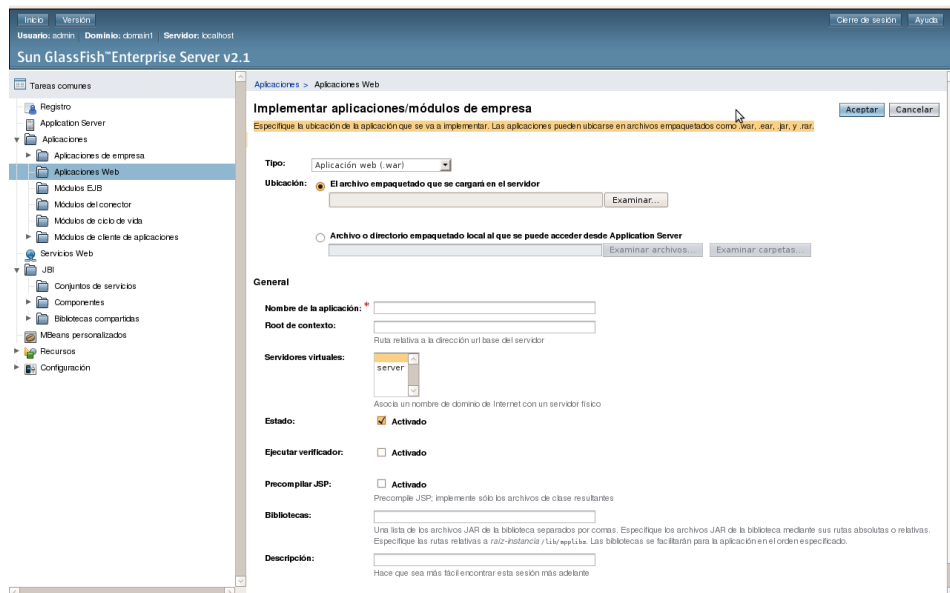 Inicio Versión Cierre de sesión Ayuda
Usuario: admin Dominio: domain1 Servidor: localhost
Sun GlassFish™ Enterprise Server v2.1
Tareas comunes
Registro
Application Server
Aplicaciones
Aplicaciones de empresa
Aplicaciones Web
Módulos EJB
Módulos del conector
Módulos de ciclo de vida
Módulos de cliente de aplicaciones
Servicios Web
JBI
Conjuntos de servicios
Componentes
Bibliotecas compartidas
MBeans personalizados
Recursos
Configuración
Aplicaciones > Aplicaciones Web
Implementar aplicaciones/módulos de empresa Aceptar Cancelar
Especifique la ubicación de la aplicación que se va a implementar. Las aplicaciones pueden ubicarse en archivos empaquetados como .war, .ear, .jar, y .rar.
Tipo: Aplicación web (.war)
Ubicación: El archivo empaquetado que se cargará en el servidor
Examinar...
Archivo o directorio empaquetado local al que se puede acceder desde Application Server
Examinar archivos... Examinar carpetas...
General
Nombre de la aplicación: *
Root de contexto:
Ruta relativa a la dirección url base del servidor
Servidores virtuales:
server
Asocia un nombre de dominio de Internet con un servidor físico
Estado: Activado
Ejecutar verificador: Activado
Precompilar JSP: Activado
Precompile JSP; implemente sólo los archivos de clase resultantes
Bibliotecas:
Una lista de los archivos JAR de la biblioteca separados por comas. Especifique los archivos JAR de la biblioteca mediante sus rutas absolutas o relativas.
Especifique las rutas relativas a raíz-instancia/lib/applibs. Las bibliotecas se facilitarán para la aplicación en el orden especificado.
Descripción:
Hace que sea más fácil encontrar esta sesión más adelante